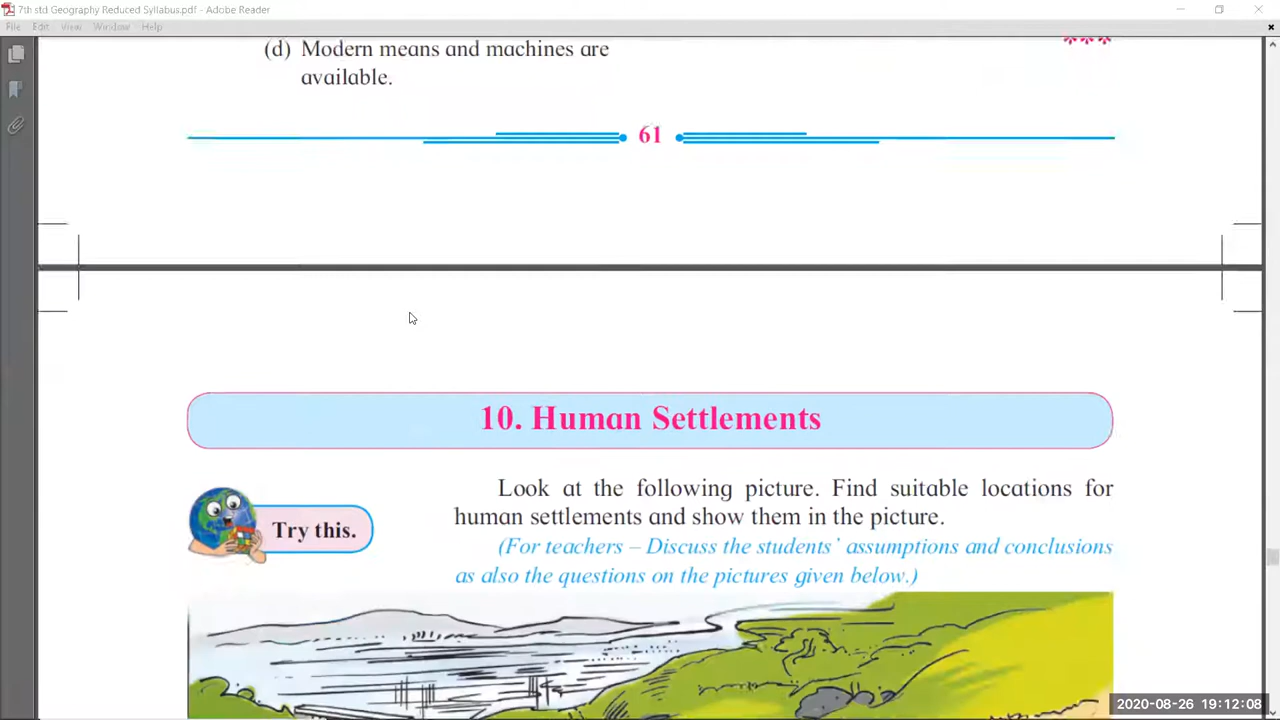 7th std Geography Reduced Syllabus.pdf - Adobe Reader
File Edit View Window Help
(d) Modern means and machines are
available.
***
61
10. Human Settlements
Look at the following picture. Find suitable locations for
human settlements and show them in the picture.
Try this.
(For teachers – Discuss the students' assumptions and conclusions
as also the questions on the pictures given below.)
2020-08-26 19:12:08